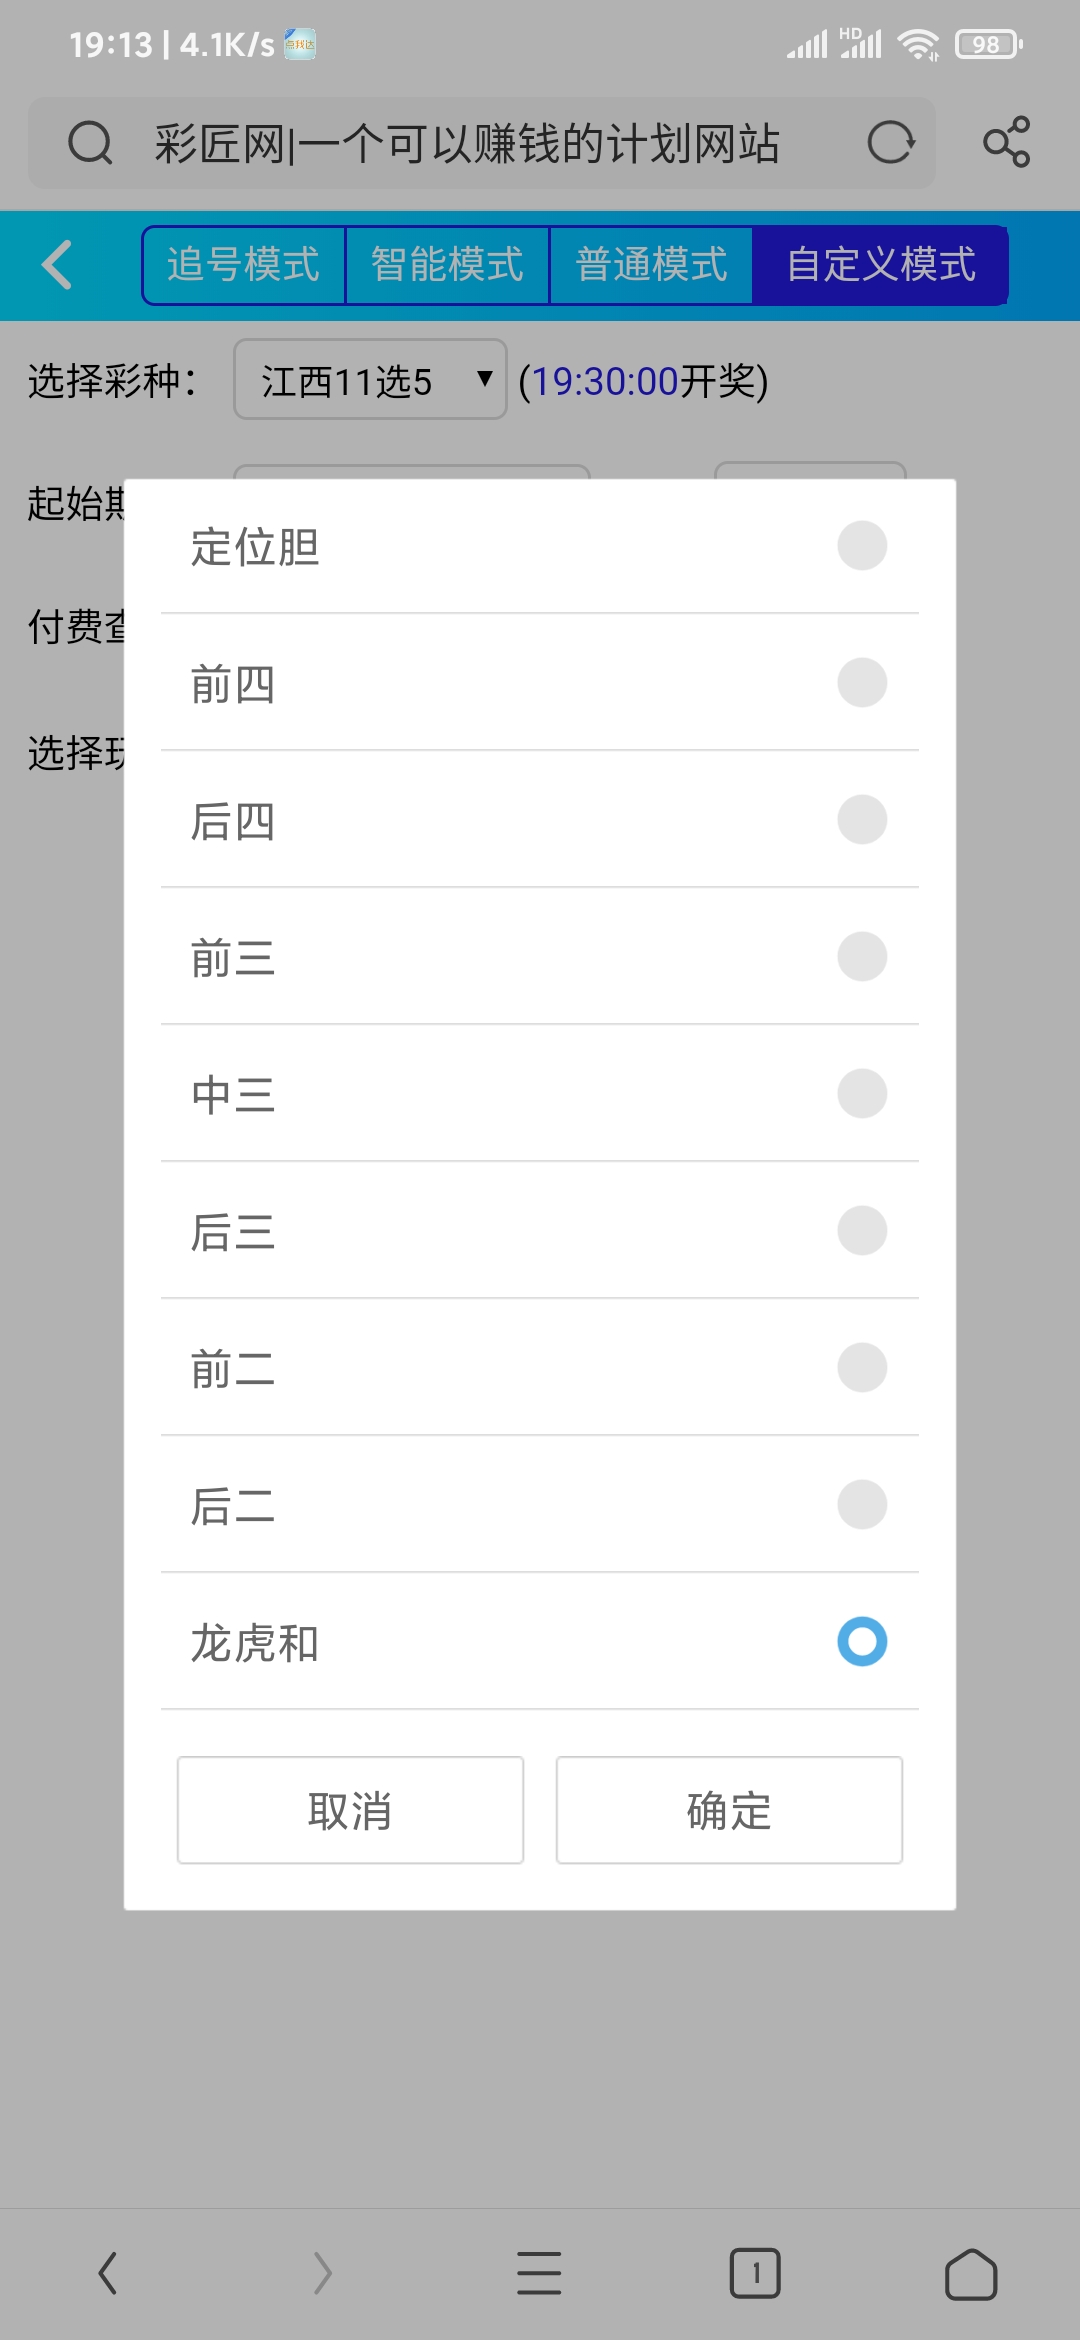 19:13 | 4.1K/s 点我达
HD 98
彩匠网|一个可以赚钱的计划网站
追号模式 智能模式 普通模式 自定义模式
选择彩种: 江西11选5 ▼ (19:30:00开奖)
起始期
付费查
选择玩
定位胆
前四
后四
前三
中三
后三
前二
后二
龙虎和
取消 确定
1